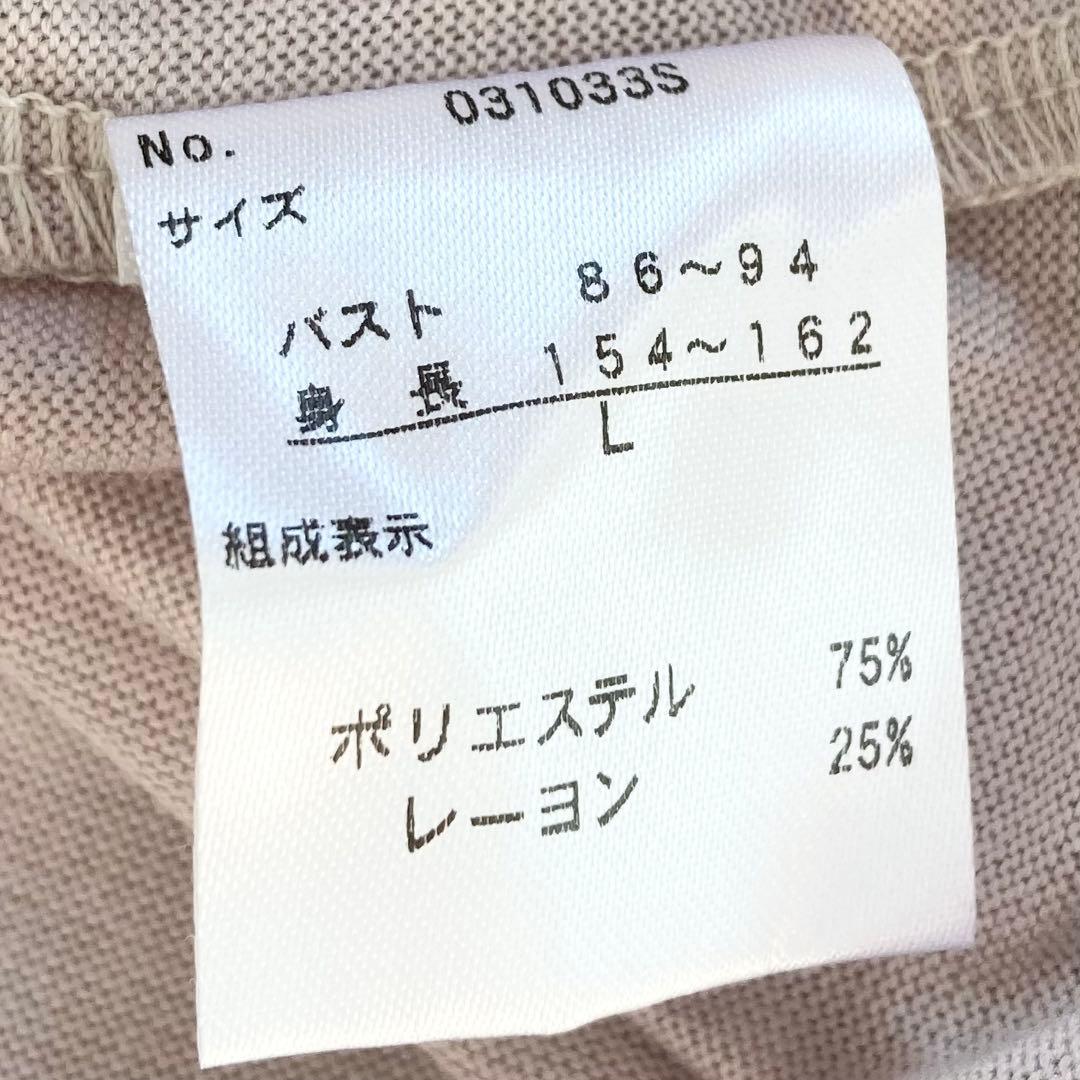 No. 031033S
サイズ
バスト 86～94
身長 154～162
L
組成表示
ポリエステル 75%
レーヨン 25%